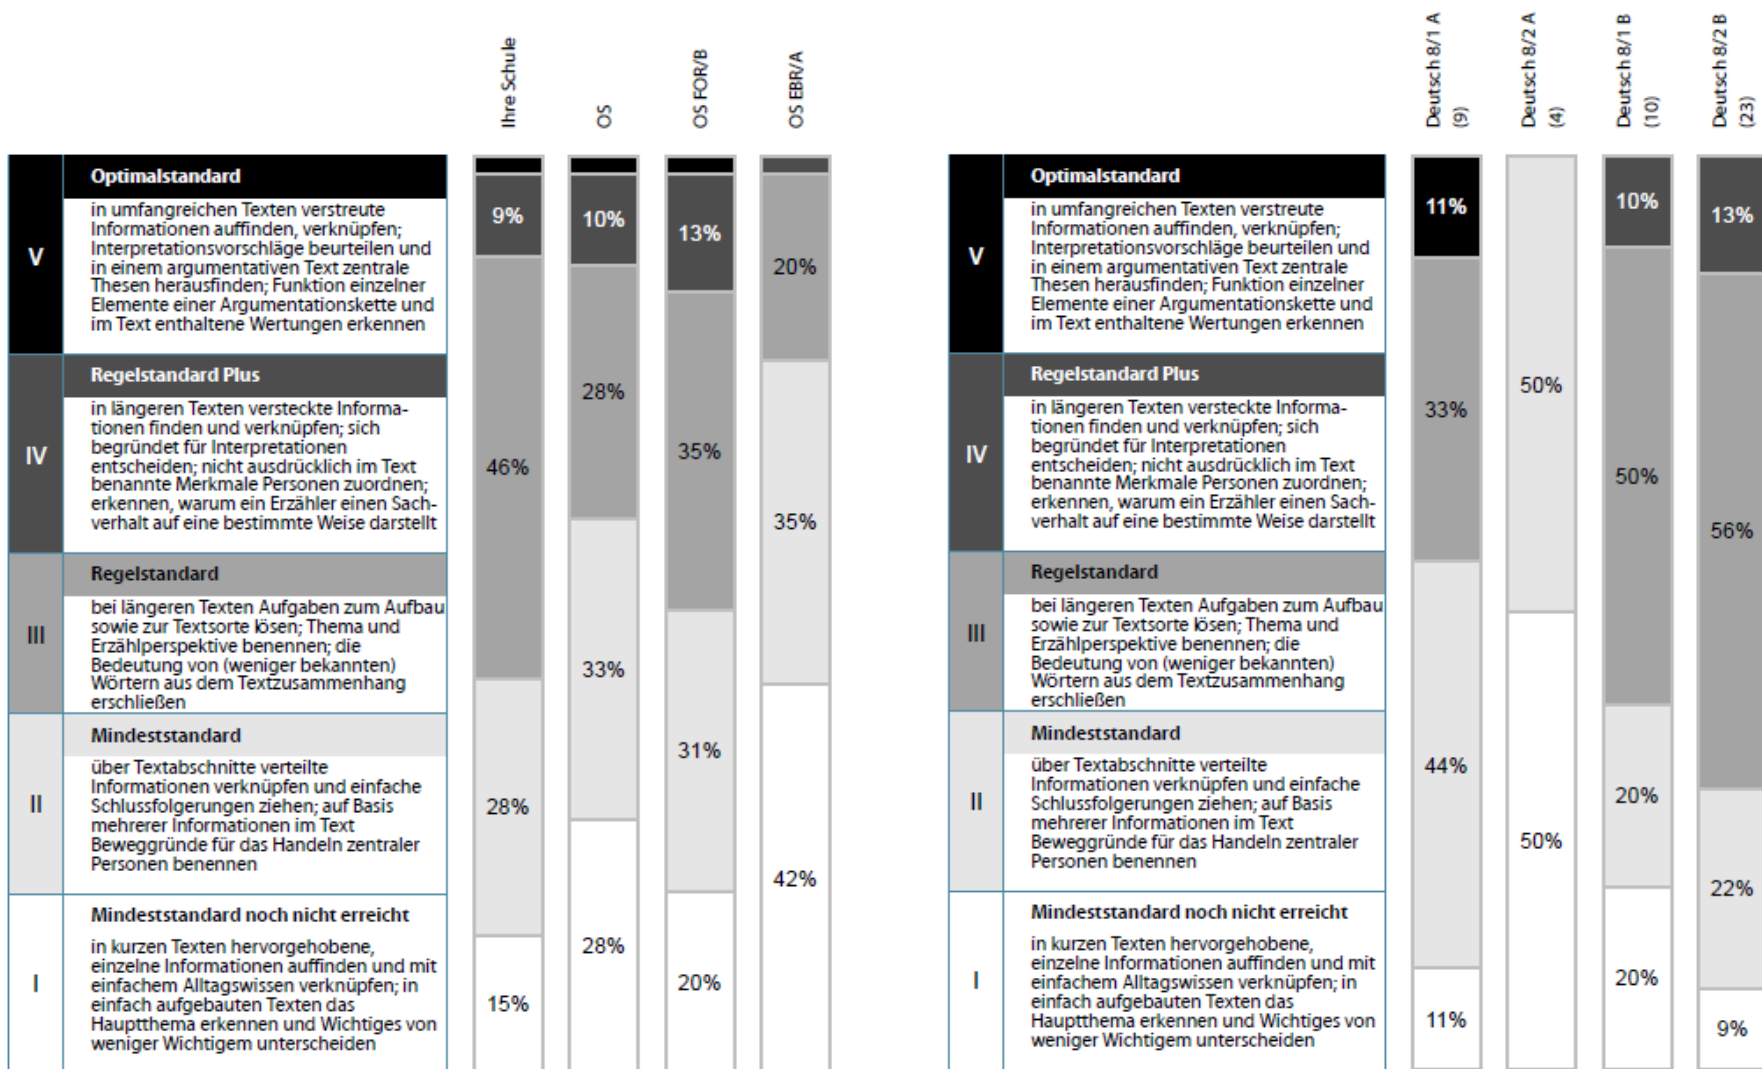 Ihre Schule
OS
OS FOR/B
OS EBR/A
V
Optimalstandard
in umfangreichen Texten verstreute
Informationen auffinden, verknüpfen;
Interpretationsvorschläge beurteilen und
in einem argumentativen Text zentrale
Thesen herausfinden; Funktion einzelner
Elemente einer Argumentationskette und
im Text enthaltene Wertungen erkennen
IV
Regelstandard Plus
in längeren Texten versteckte Informa-
tionen finden und verknüpfen; sich
begründet für Interpretationen
entscheiden; nicht ausdrücklich im Text
benannte Merkmale Personen zuordnen;
erkennen, warum ein Erzähler einen Sach-
verhalt auf eine bestimmte Weise darstellt
III
Regelstandard
bei längeren Texten Aufgaben zum Aufbau
sowie zur Textsorte lösen; Thema und
Erzählperspektive benennen; die
Bedeutung von (weniger bekannten)
Wörtern aus dem Textzusammenhang
erschließen
II
Mindeststandard
über Textabschnitte verteilte
Informationen verknüpfen und einfache
Schlussfolgerungen ziehen; auf Basis
mehrerer Informationen im Text
Beweggründe für das Handeln zentraler
Personen benennen
I
Mindeststandard noch nicht erreicht
in kurzen Texten hervorgehobene,
einzelne Informationen auffinden und mit
einfachem Alltagswissen verknüpfen; in
einfach aufgebauten Texten das
Hauptthema erkennen und Wichtiges von
weniger Wichtigem unterscheiden
9%
46%
28%
15%
10%
28%
33%
28%
13%
35%
31%
20%
20%
35%
42%
Deutsch 8/1 A
(9)
Deutsch 8/2 A
(4)
Deutsch 8/1 B
(10)
Deutsch 8/2 B
(23)
V
Optimalstandard
in umfangreichen Texten verstreute
Informationen auffinden, verknüpfen;
Interpretationsvorschläge beurteilen und
in einem argumentativen Text zentrale
Thesen herausfinden; Funktion einzelner
Elemente einer Argumentationskette und
im Text enthaltene Wertungen erkennen
IV
Regelstandard Plus
in längeren Texten versteckte Informa-
tionen finden und verknüpfen; sich
begründet für Interpretationen
entscheiden; nicht ausdrücklich im Text
benannte Merkmale Personen zuordnen;
erkennen, warum ein Erzähler einen Sach-
verhalt auf eine bestimmte Weise darstellt
III
Regelstandard
bei längeren Texten Aufgaben zum Aufbau
sowie zur Textsorte lösen; Thema und
Erzählperspektive benennen; die
Bedeutung von (weniger bekannten)
Wörtern aus dem Textzusammenhang
erschließen
II
Mindeststandard
über Textabschnitte verteilte
Informationen verknüpfen und einfache
Schlussfolgerungen ziehen; auf Basis
mehrerer Informationen im Text
Beweggründe für das Handeln zentraler
Personen benennen
I
Mindeststandard noch nicht erreicht
in kurzen Texten hervorgehobene,
einzelne Informationen auffinden und mit
einfachem Alltagswissen verknüpfen; in
einfach aufgebauten Texten das
Hauptthema erkennen und Wichtiges von
weniger Wichtigem unterscheiden
11%
33%
44%
11%
50%
50%
10%
50%
20%
20%
13%
56%
22%
9%